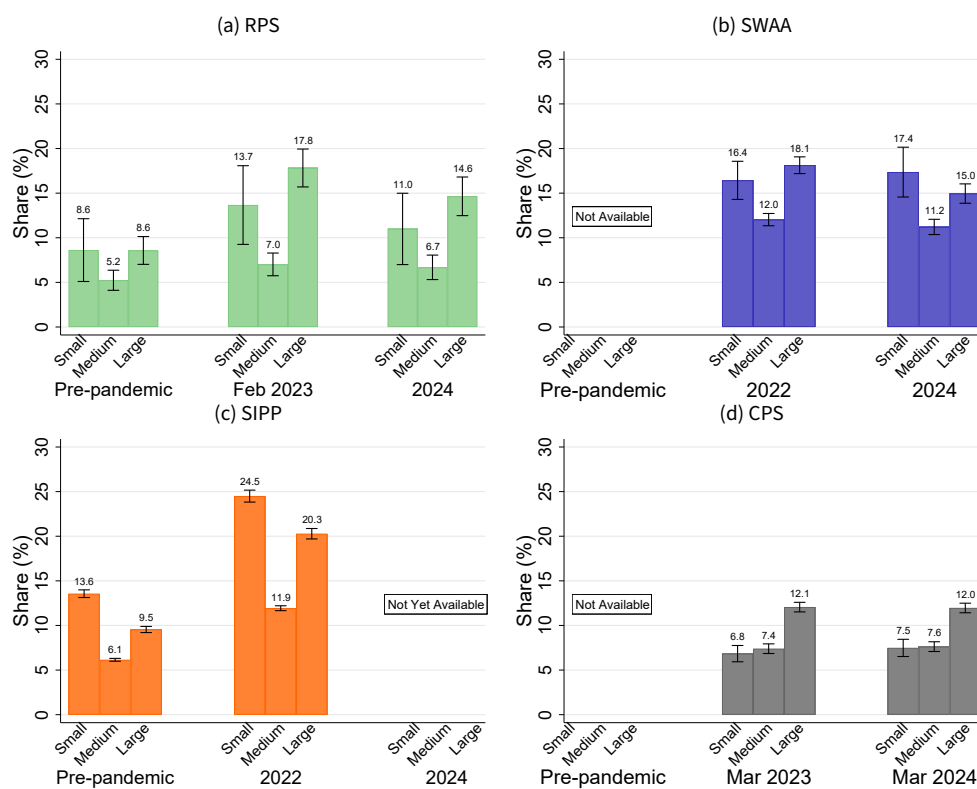 (a) RPS
Share (%)
0 5 10 15 20 25 30
8.6 5.2 8.6 13.7 7.0 17.8 11.0 6.7 14.6
Small Medium Large Small Medium Large Small Medium Large
Pre-pandemic Feb 2023 2024
(b) SWAA
Share (%)
0 5 10 15 20 25 30
Not Available
16.4 12.0 18.1 17.4 11.2 15.0
Small Medium Large Small Medium Large Small Medium Large
Pre-pandemic 2022 2024
(c) SIPP
Share (%)
0 5 10 15 20 25 30
13.6 6.1 9.5 24.5 11.9 20.3
Not Yet Available
Small Medium Large Small Medium Large Small Medium Large
Pre-pandemic 2022 2024
(d) CPS
Share (%)
0 5 10 15 20 25 30
Not Available
6.8 7.4 12.1 7.5 7.6 12.0
Small Medium Large Small Medium Large Small Medium Large
Pre-pandemic Mar 2023 Mar 2024